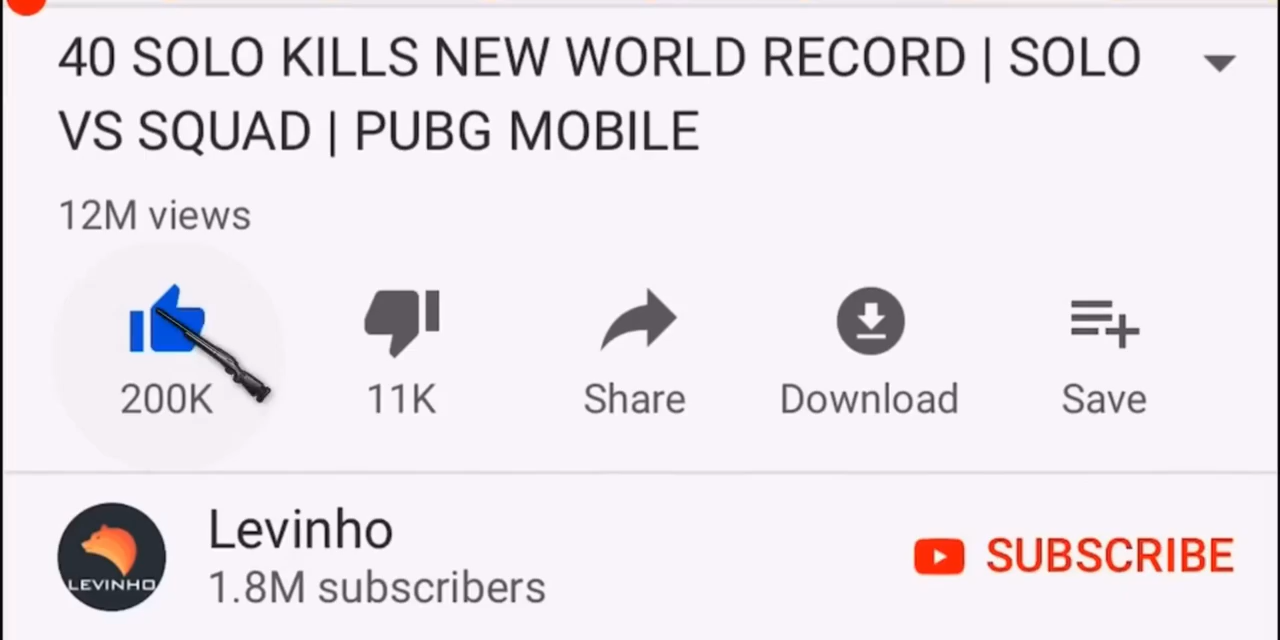 40 SOLO KILLS NEW WORLD RECORD | SOLO
VS SQUAD | PUBG MOBILE
12M views
200K
11K
Share
Download
Save
LEVINHO
Levinho
1.8M subscribers
SUBSCRIBE